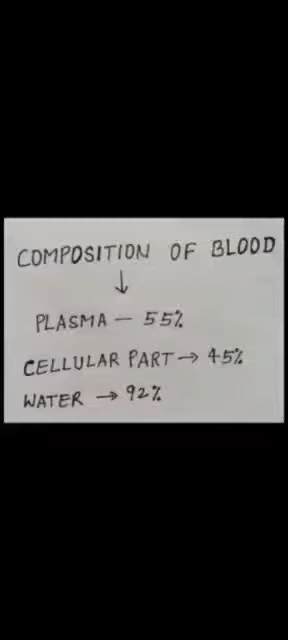 COMPOSITION OF BLOOD
↓
PLASMA — 55%
CELLULAR PART → 45%
WATER → 92%